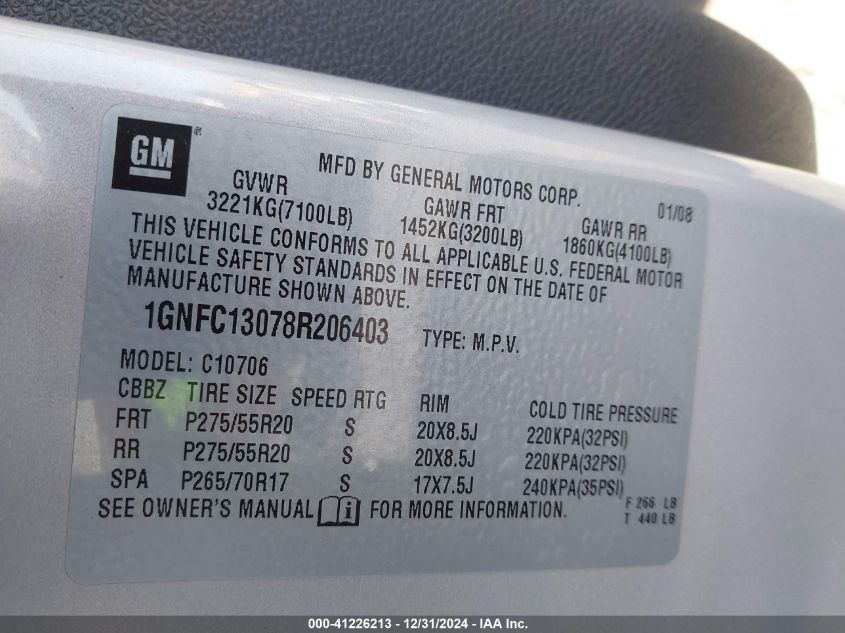 GM ®
MFD BY GENERAL MOTORS CORP. 01/08
GVWR GAWR FRT GAWR RR
3221KG(7100LB) 1452KG(3200LB) 1860KG(4100LB)
THIS VEHICLE CONFORMS TO ALL APPLICABLE U.S. FEDERAL MOTOR
VEHICLE SAFETY STANDARDS IN EFFECT ON THE DATE OF
MANUFACTURE SHOWN ABOVE.
1GNFC13078R206403 TYPE: M.P.V.
MODEL: C10706
CBBZ TIRE SIZE SPEED RTG RIM COLD TIRE PRESSURE
FRT P275/55R20 S 20X8.5J 220KPA(32PSI)
RR P275/55R20 S 20X8.5J 220KPA(32PSI)
SPA P265/70R17 S 17X7.5J 240KPA(35PSI)
SEE OWNER'S MANUAL i FOR MORE INFORMATION.
F 266 LB
T 440 LB
000-41226213 - 12/31/2024 - IAA Inc.